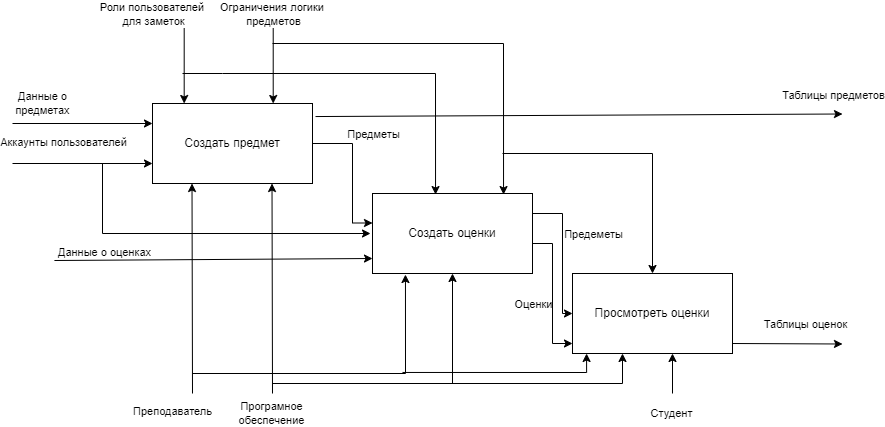 Роли пользователей
для заметок
Ограничения логики
предметов
Данные о
предметах
Таблицы предметов
Аккаунты пользователей
Создать предмет
Предметы
Создать оценки
Предеметы
Данные о оценках
Оценки
Просмотреть оценки
Таблицы оценок
Преподаватель
Програмное
обеспечение
Студент